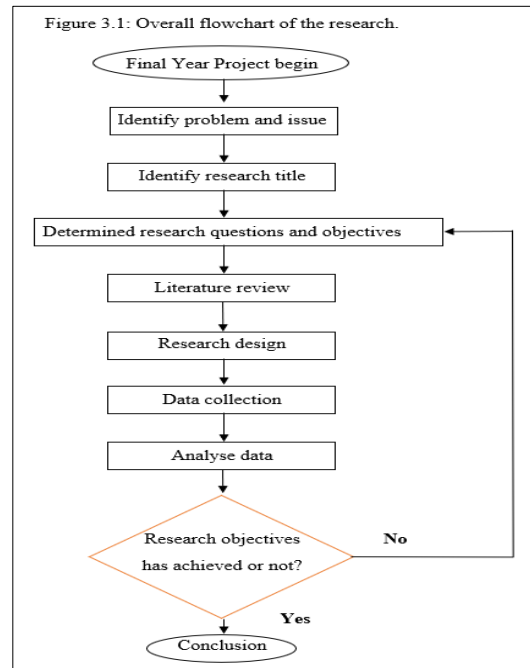 Figure 3.1: Overall flowchart of the research.
Final Year Project begin
Identify problem and issue
Identify research title
Determined research questions and objectives
Literature review
Research design
Data collection
Analyse data
Research objectives
has achieved or not?
No
Yes
Conclusion